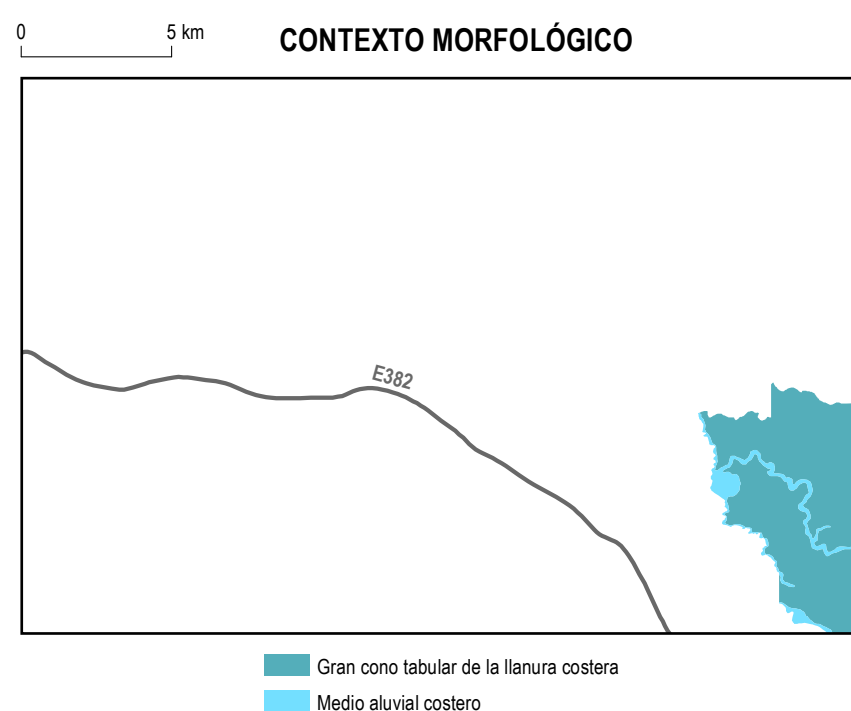 0 5 km
CONTEXTO MORFOLÓGICO
E382
Gran cono tabular de la llanura costera
Medio aluvial costero